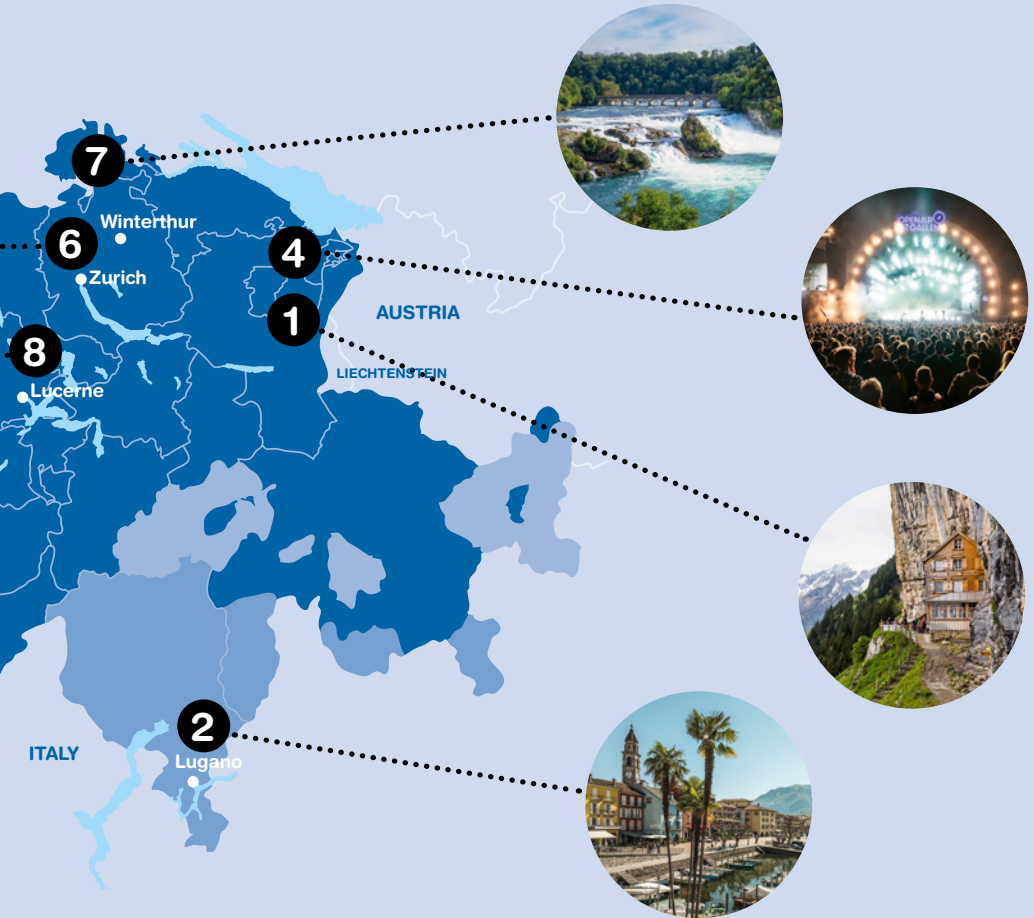 OPENAIR
ST.GALLEN
7
Winterthur
6
4
Zurich
1
AUSTRIA
8
LIECHTENSTEIN
Lucerne
2
ITALY
Lugano